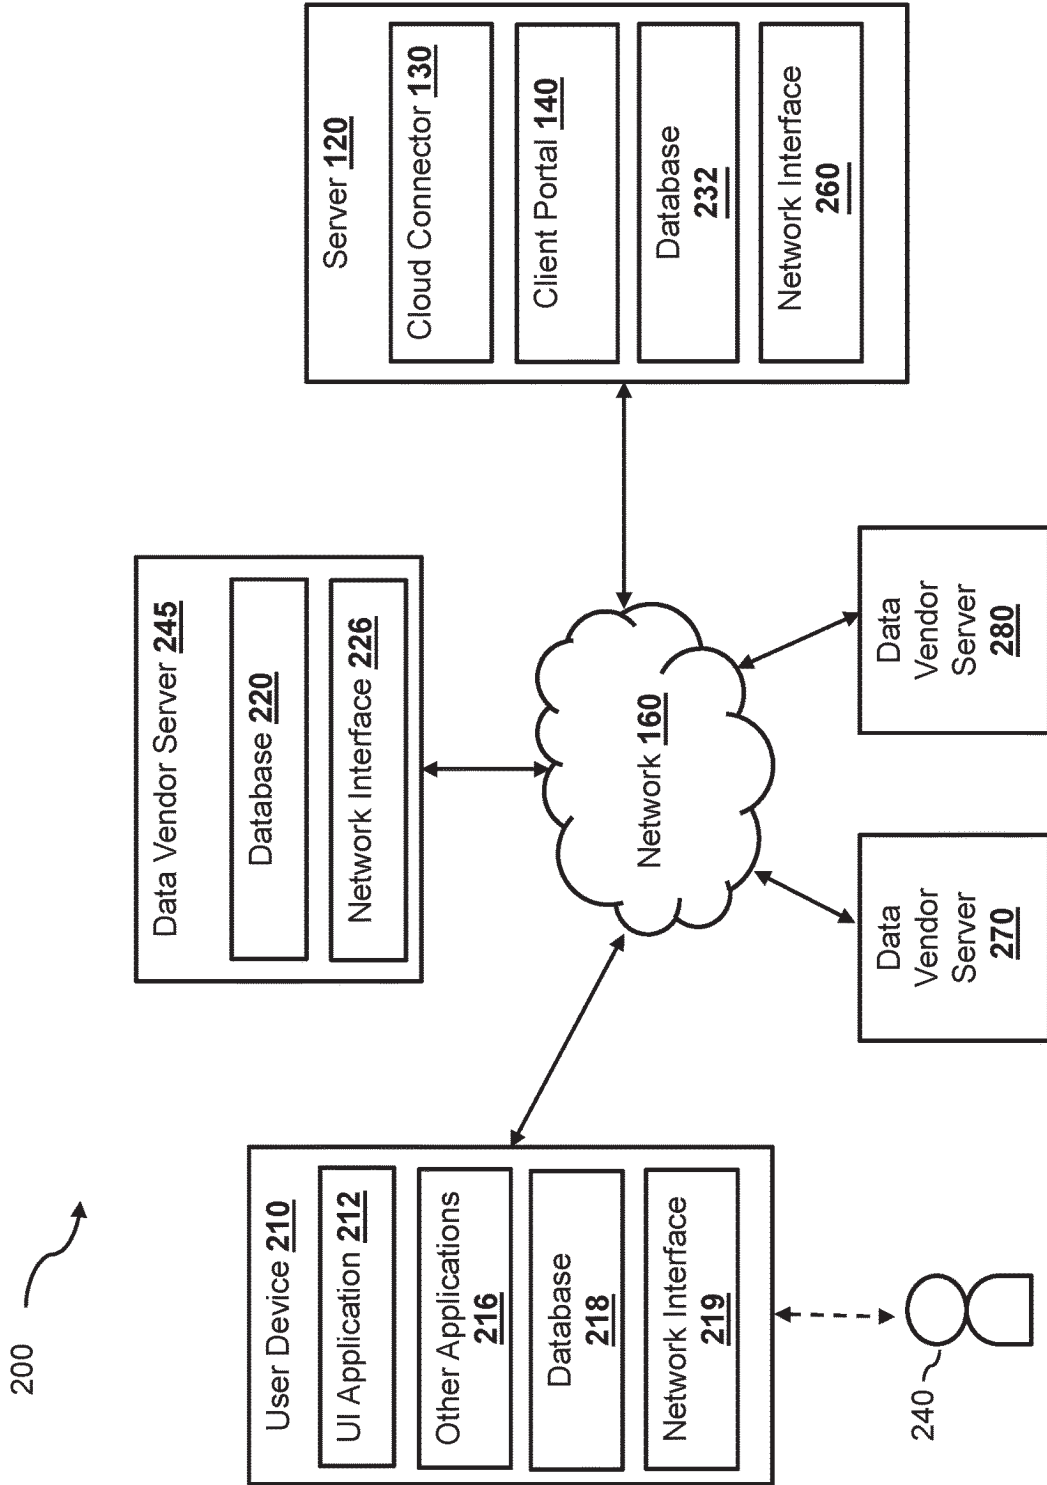 200
User Device 210
UI Application 212
Other Applications
216
Database
218
Network Interface
219
240
Data Vendor Server 245
Database 220
Network Interface 226
Network 160
Data
Vendor
Server
270
Data
Vendor
Server
280
Server 120
Cloud Connector 130
Client Portal 140
Database
232
Network Interface
260